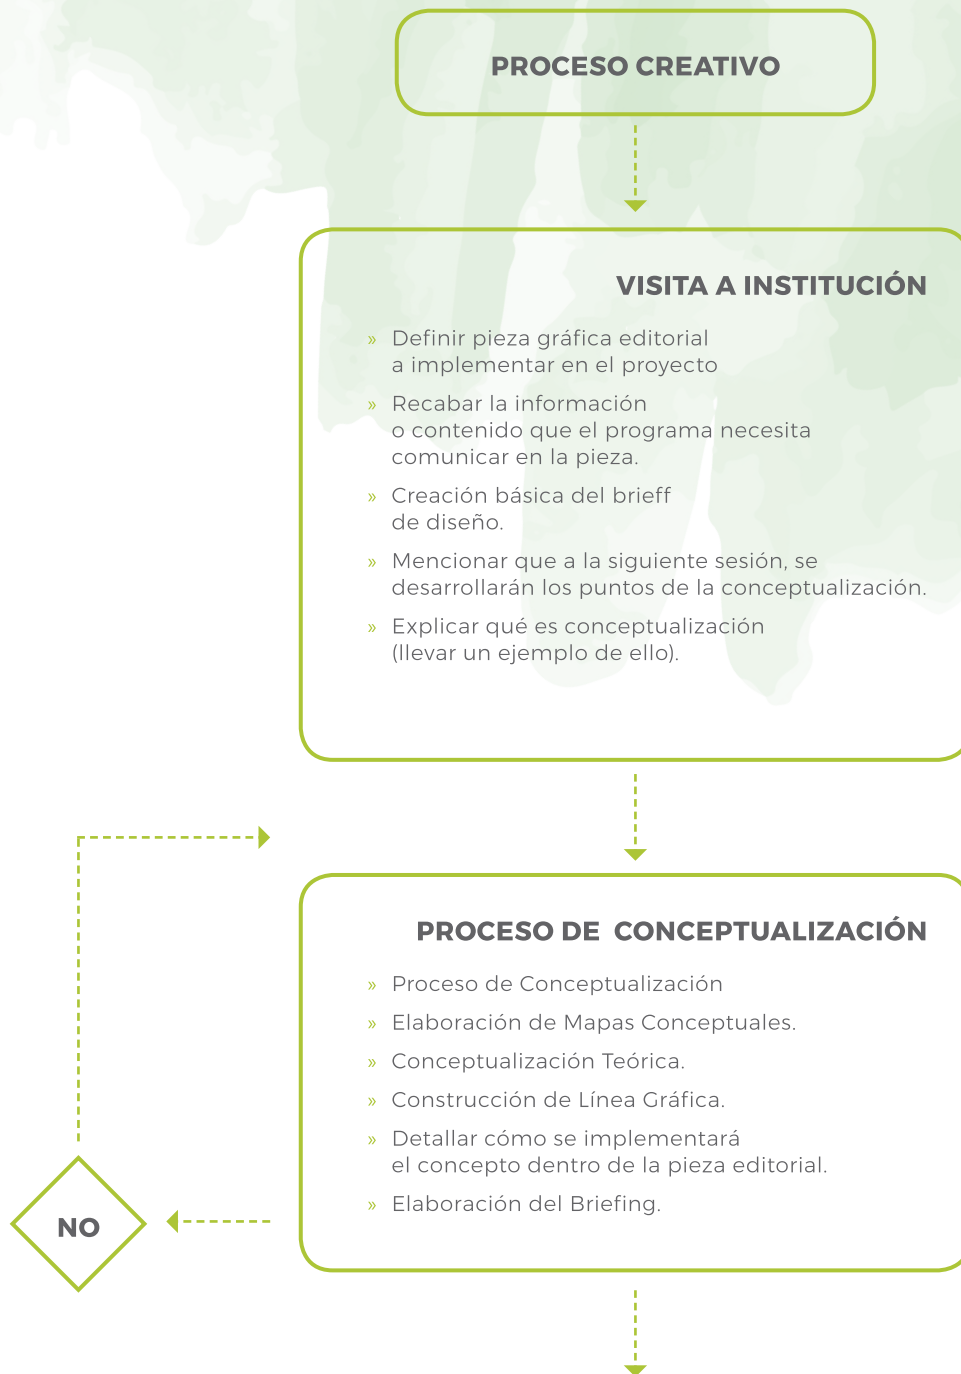 PROCESO CREATIVO
VISITA A INSTITUCIÓN
» Definir pieza gráfica editorial
a implementar en el proyecto
» Recabar la información
o contenido que el programa necesita
comunicar en la pieza.
» Creación básica del brieff
de diseño.
» Mencionar que a la siguiente sesión, se
desarrollarán los puntos de la conceptualización.
» Explicar qué es conceptualización
(llevar un ejemplo de ello).
PROCESO DE CONCEPTUALIZACIÓN
» Proceso de Conceptualización
» Elaboración de Mapas Conceptuales.
» Conceptualización Teórica.
» Construcción de Línea Gráfica.
» Detallar cómo se implementará
el concepto dentro de la pieza editorial.
» Elaboración del Briefing.
NO